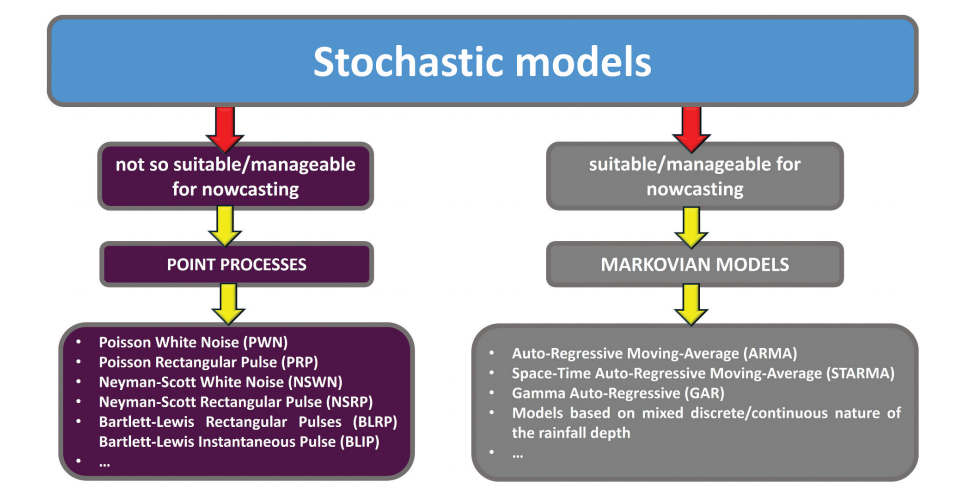 Stochastic models
not so suitable/manageable
for nowcasting
POINT PROCESSES
• Poisson White Noise (PWN)
• Poisson Rectangular Pulse (PRP)
• Neyman-Scott White Noise (NSWN)
• Neyman-Scott Rectangular Pulse (NSRP)
• Bartlett-Lewis Rectangular Pulses (BLRP)
Bartlett-Lewis Instantaneous Pulse (BLIP)
• ...
suitable/manageable for
nowcasting
MARKOVIAN MODELS
• Auto-Regressive Moving-Average (ARMA)
• Space-Time Auto-Regressive Moving-Average (STARMA)
• Gamma Auto-Regressive (GAR)
• Models based on mixed discrete/continuous nature of
the rainfall depth
• ...